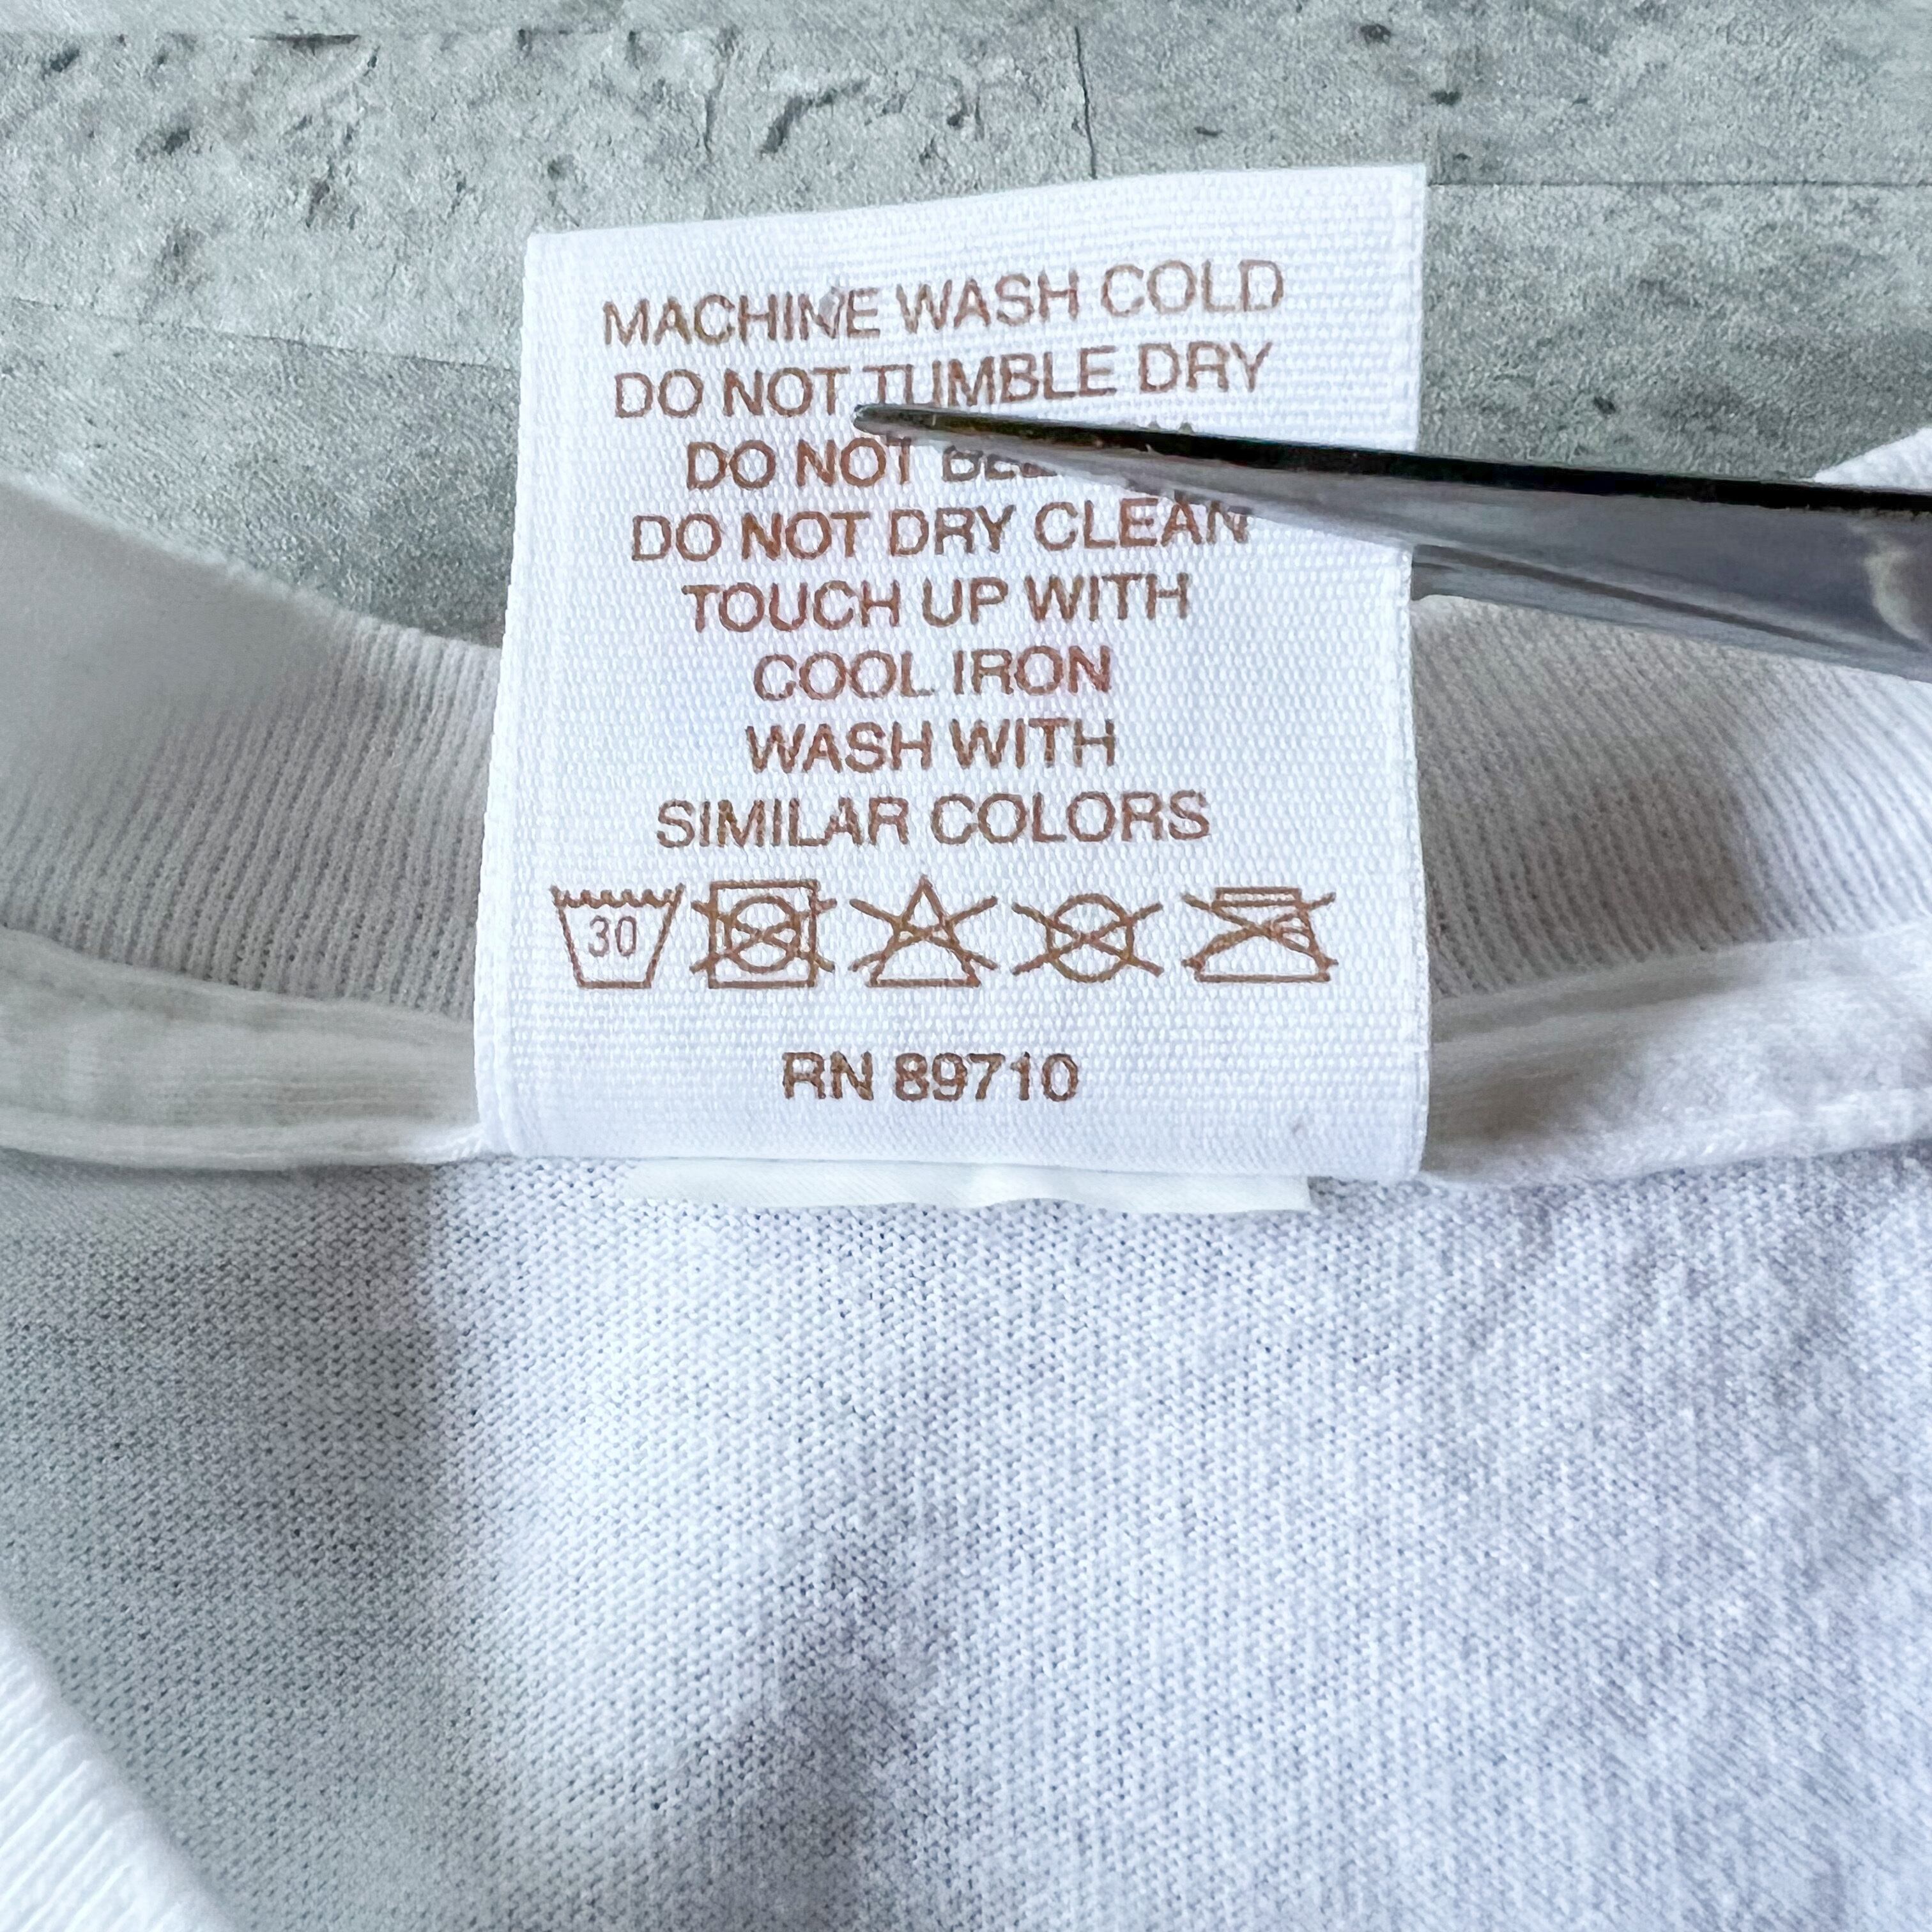 MACHINE WASH COLD
DO NOT TUMBLE DRY
DO NOT
DO NOT DRY CLEAN
TOUCH UP WITH
COOL IRON
WASH WITH
SIMILAR COLORS
30
RN 89710